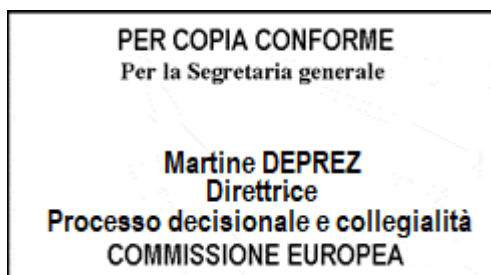 PER COPIA CONFORME
Per la Segretaria generale
Martine DEPREZ
Direttrice
Processo decisionale e collegialità
COMMISSIONE EUROPEA